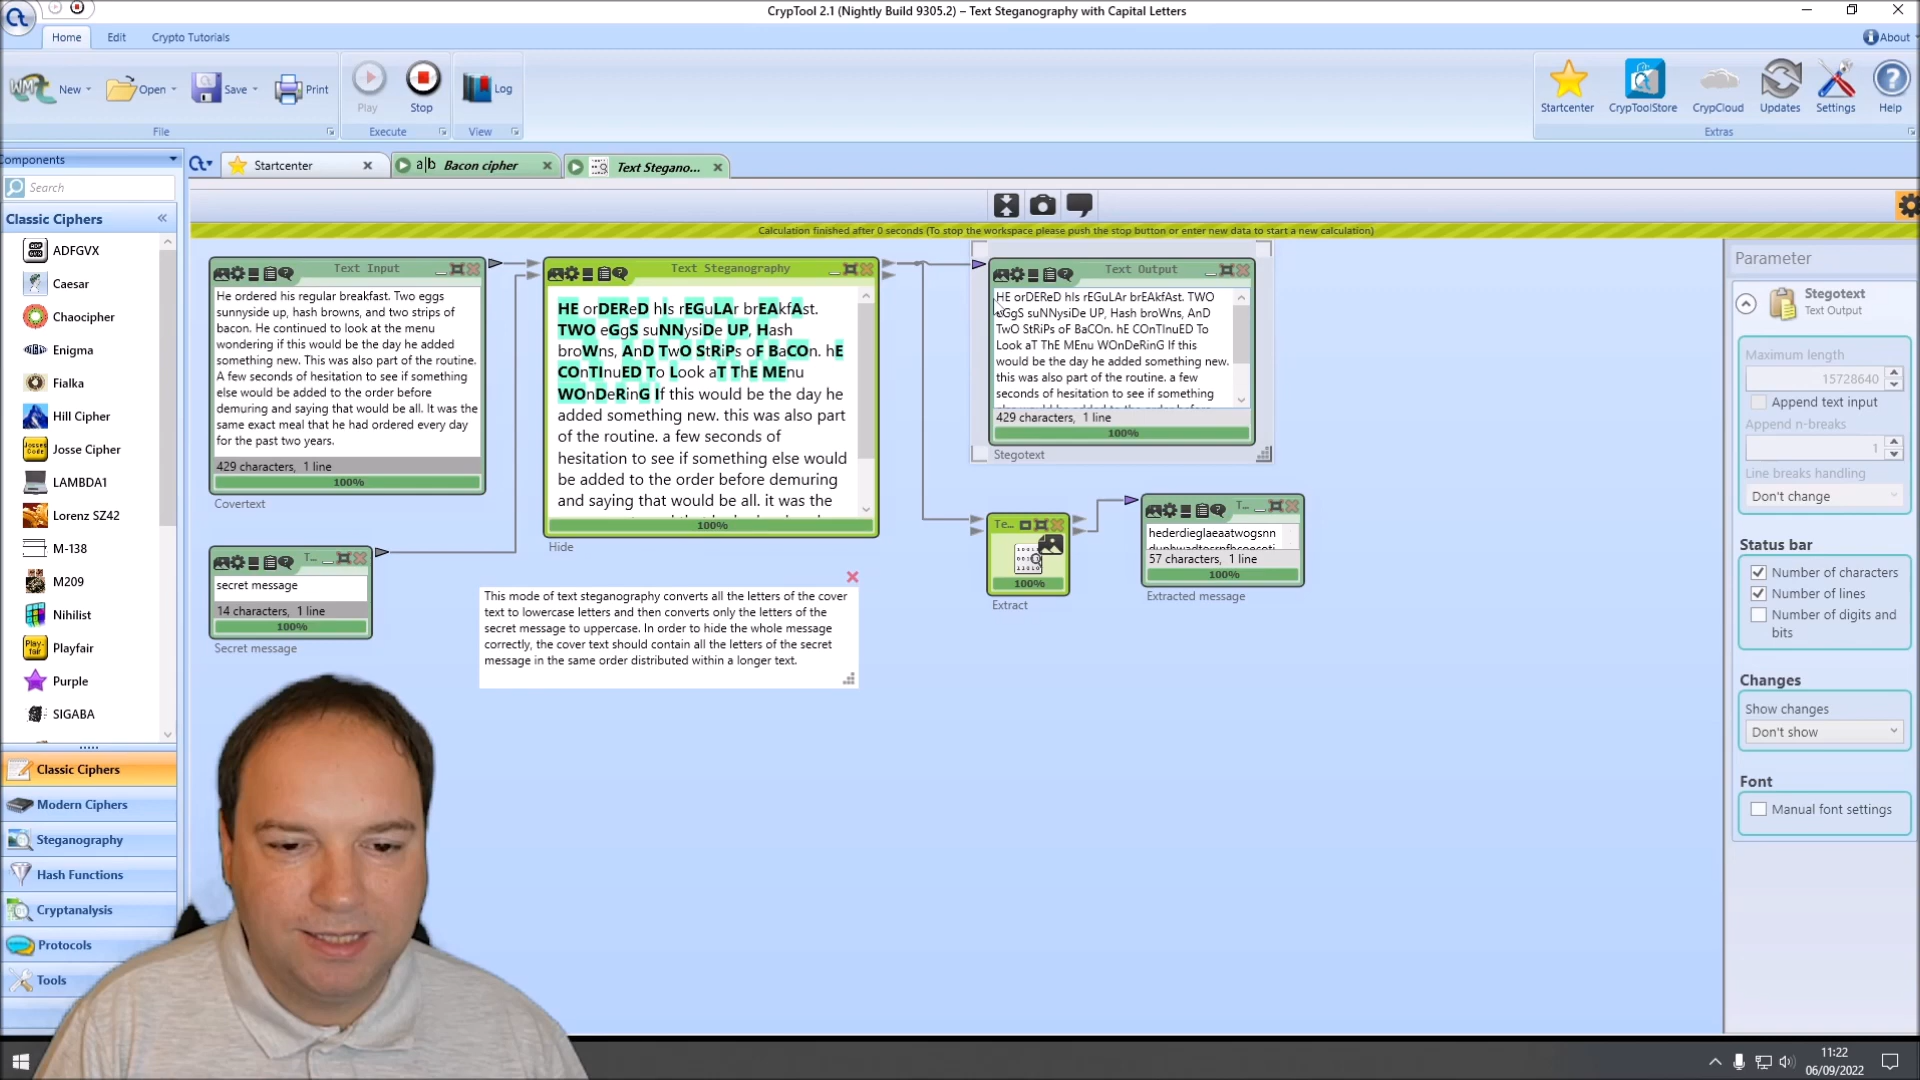 CrypTool 2.1 (Nightly Build 9305.2) – Text Steganography with Capital Letters
Home
Edit
Crypto Tutorials
About
New
Open
Save
Print
Play
Stop
Log
Startcenter
CrypToolStore
CrypCloud
Updates
Settings
Help
File
Execute
View
Extras
Components
Startcenter
a|b Bacon cipher
Text Stegano...
Search
Classic Ciphers
ADFGVX
Caesar
Chaocipher
Enigma
Fialka
Hill Cipher
Josse Cipher
LAMBDA1
Lorenz SZ42
M-138
M209
Nihilist
Playfair
Purple
SIGABA
Classic Ciphers
Modern Ciphers
Steganography
Hash Functions
Cryptanalysis
Protocols
Tools
Calculation finished after 0 seconds (To stop the workspace please push the stop button or enter new data to start a new calculation)
Text Input
He ordered his regular breakfast. Two eggs
sunnyside up, hash browns, and two strips of
bacon. He continued to look at the menu
wondering if this would be the day he added
something new. This was also part of the routine.
A few seconds of hesitation to see if something
else would be added to the order before
demuring and saying that would be all. It was the
same exact meal that he had ordered every day
for the past two years.
429 characters, 1 line
100%
Covertext
T...
secret message
14 characters, 1 line
100%
Secret message
Text Steganography
HE orDEReD hIs rEGuLAr brEAkfAst.
TWO eGgS suNNysiDe UP, Hash
broWns, AnD TwO StRiPs oF BaCOn. hE
COnTInuED To Look aT ThE MEnu
WOnDeRinG If this would be the day he
added something new. this was also part
of the routine. a few seconds of
hesitation to see if something else would
be added to the order before demuring
and saying that would be all. it was the
100%
Hide
This mode of text steganography converts all the letters of the cover
text to lowercase letters and then converts only the letters of the
secret message to uppercase. In order to hide the whole message
correctly, the cover text should contain all the letters of the secret
message in the same order distributed within a longer text.
Text Output
HE orDEReD hIs rEGuLAr brEAkfAst. TWO
eGgS suNNysiDe UP, Hash broWns, AnD
TwO StRiPs oF BaCOn. hE COnTInuED To
Look aT ThE MEnu WOnDeRinG If this
would be the day he added something new.
this was also part of the routine. a few
seconds of hesitation to see if something
429 characters, 1 line
100%
Stegotext
Te...
100%
Extract
T...
hederdieglaeaatwogsnn
57 characters, 1 line
100%
Extracted message
Parameter
Stegotext
Text Output
Maximum length
15728640
Append text input
Append n-breaks
1
Line breaks handling
Don't change
Status bar
Number of characters
Number of lines
Number of digits and
bits
Changes
Show changes
Don't show
Font
Manual font settings
11:22
06/09/2022